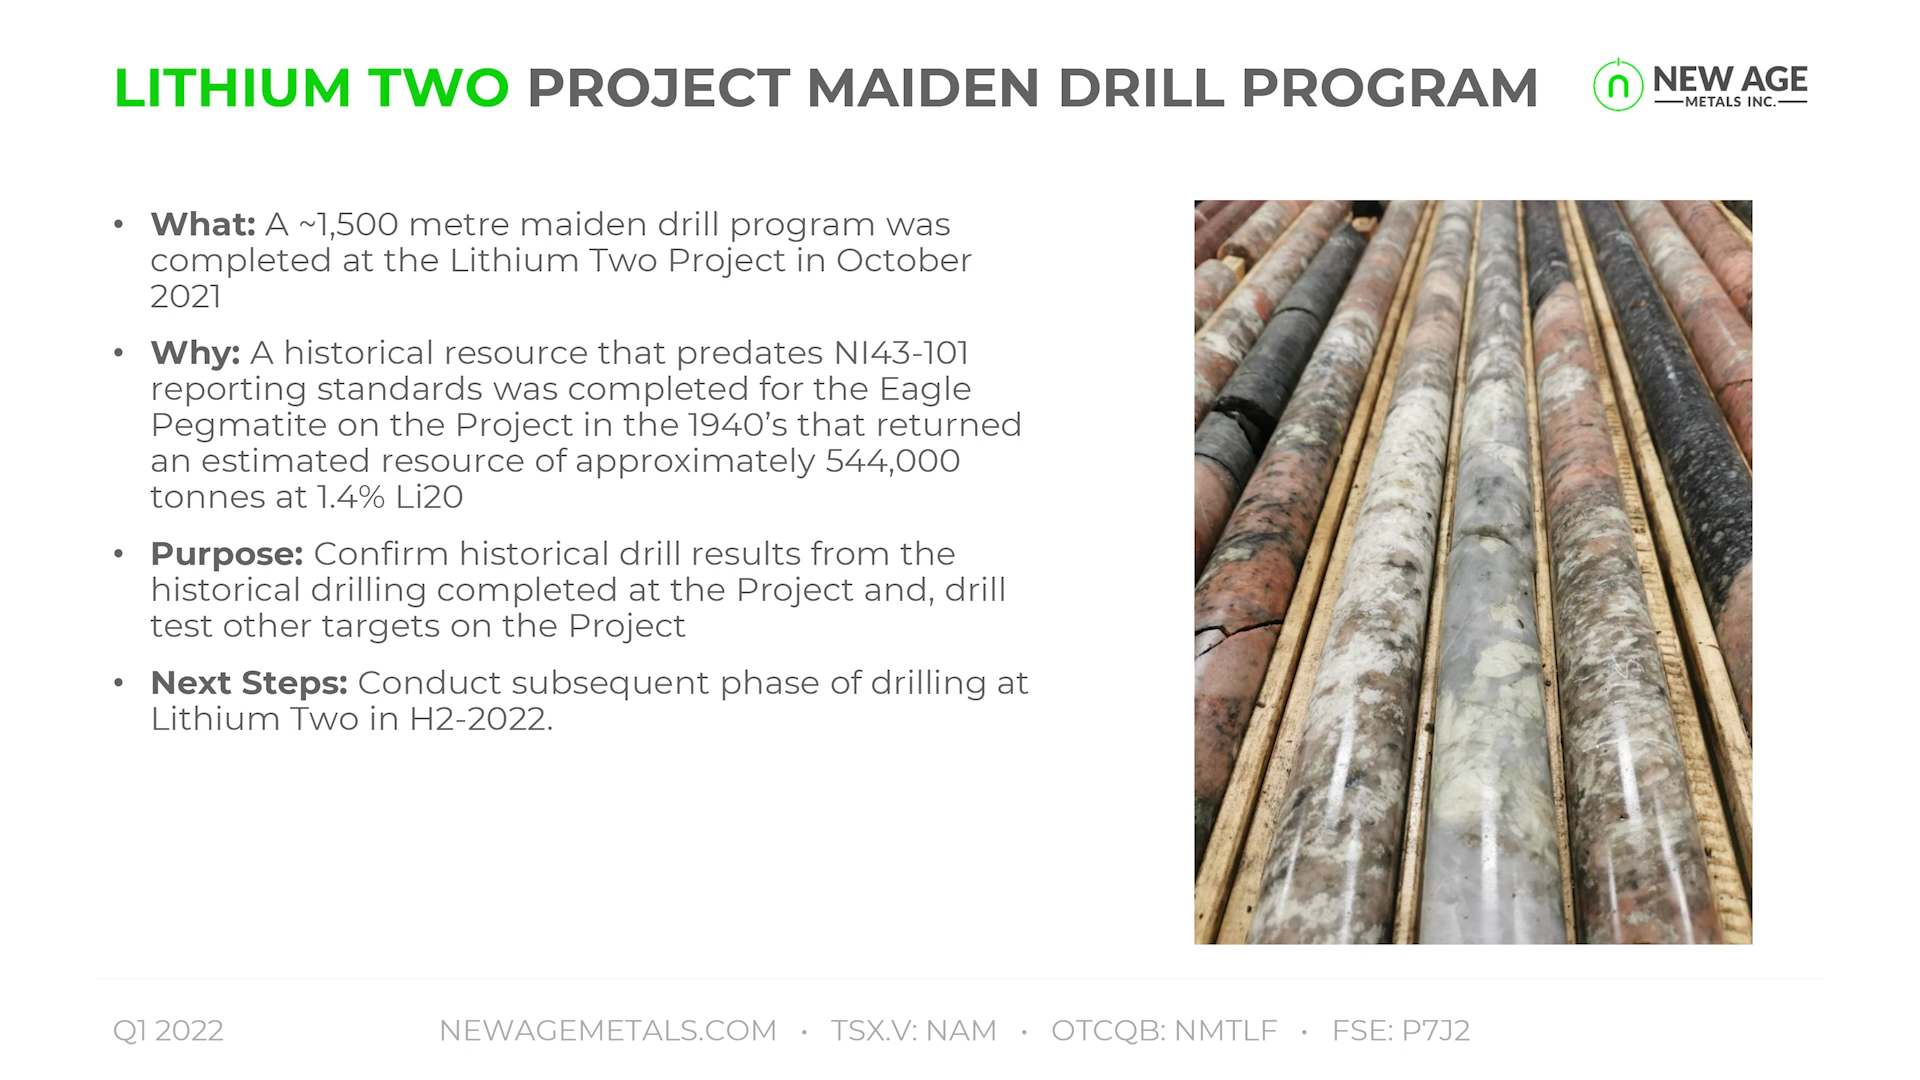 LITHIUM TWO PROJECT MAIDEN DRILL PROGRAM
NEW AGE
METALS INC.
• What: A ~1,500 metre maiden drill program was
completed at the Lithium Two Project in October
2021
• Why: A historical resource that predates NI43-101
reporting standards was completed for the Eagle
Pegmatite on the Project in the 1940’s that returned
an estimated resource of approximately 544,000
tonnes at 1.4% Li20
• Purpose: Confirm historical drill results from the
historical drilling completed at the Project and, drill
test other targets on the Project
• Next Steps: Conduct subsequent phase of drilling at
Lithium Two in H2-2022.
Q1 2022 NEWAGEMETALS.COM • TSX.V: NAM • OTCQB: NMTLF • FSE: P7J2